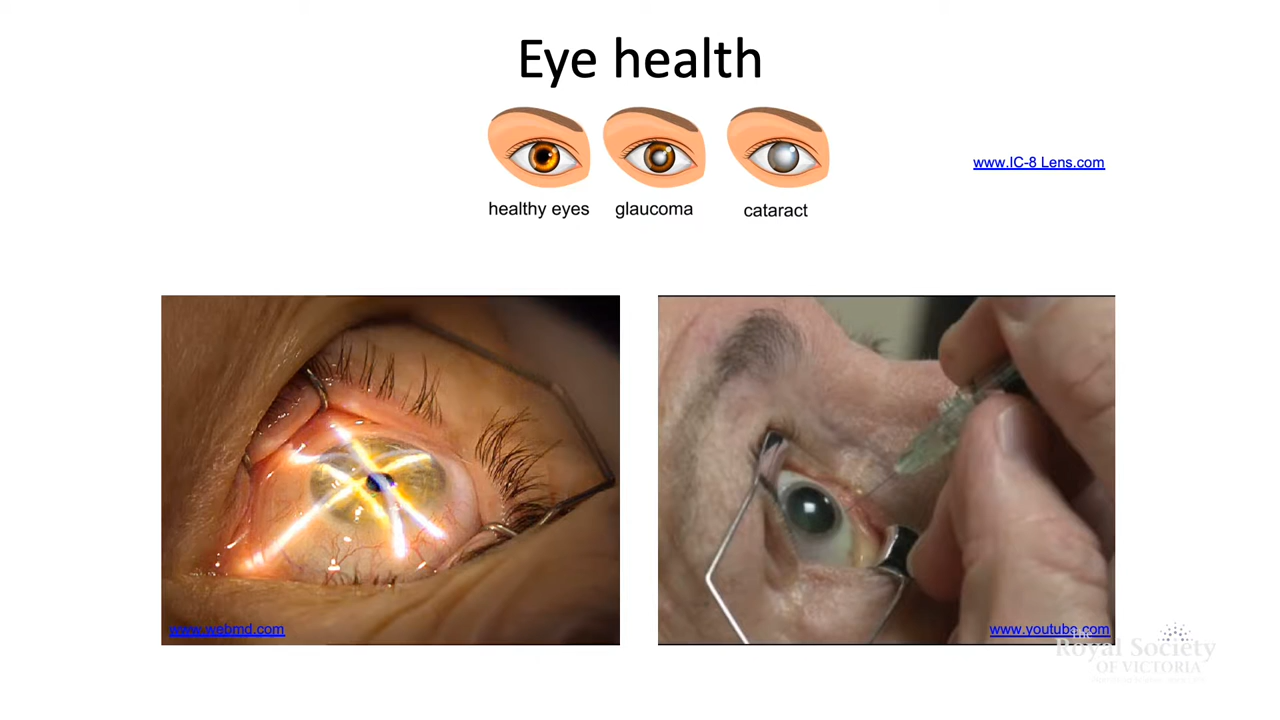 Eye health
www.IC-8 Lens.com
healthy eyes glaucoma cataract
www.webmd.com
www.youtube.com
The
Royal Society
OF VICTORIA